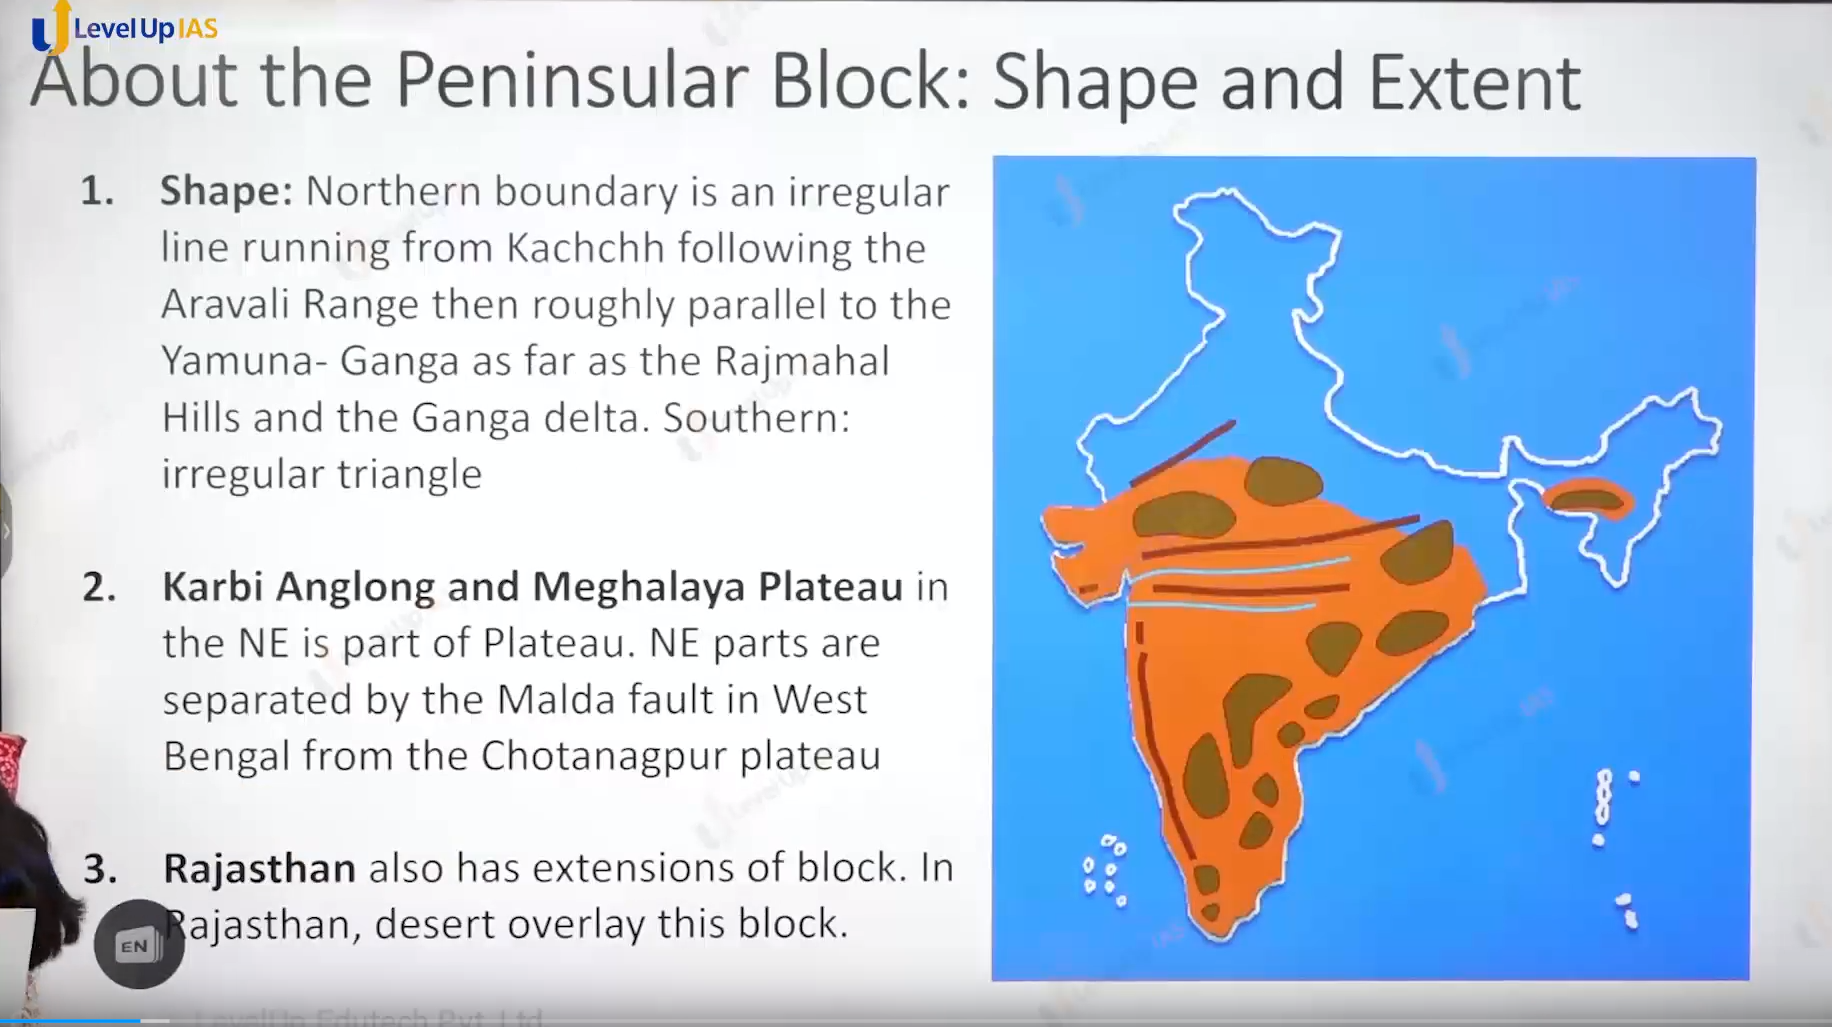 Level Up IAS
About the Peninsular Block: Shape and Extent
1. Shape: Northern boundary is an irregular
line running from Kachchh following the
Aravali Range then roughly parallel to the
Yamuna- Ganga as far as the Rajmahal
Hills and the Ganga delta. Southern:
irregular triangle
2. Karbi Anglong and Meghalaya Plateau in
the NE is part of Plateau. NE parts are
separated by the Malda fault in West
Bengal from the Chotanagpur plateau
3. Rajasthan also has extensions of block. In
Rajasthan, desert overlay this block.
EN
LevelUp Edutech Pvt. Ltd